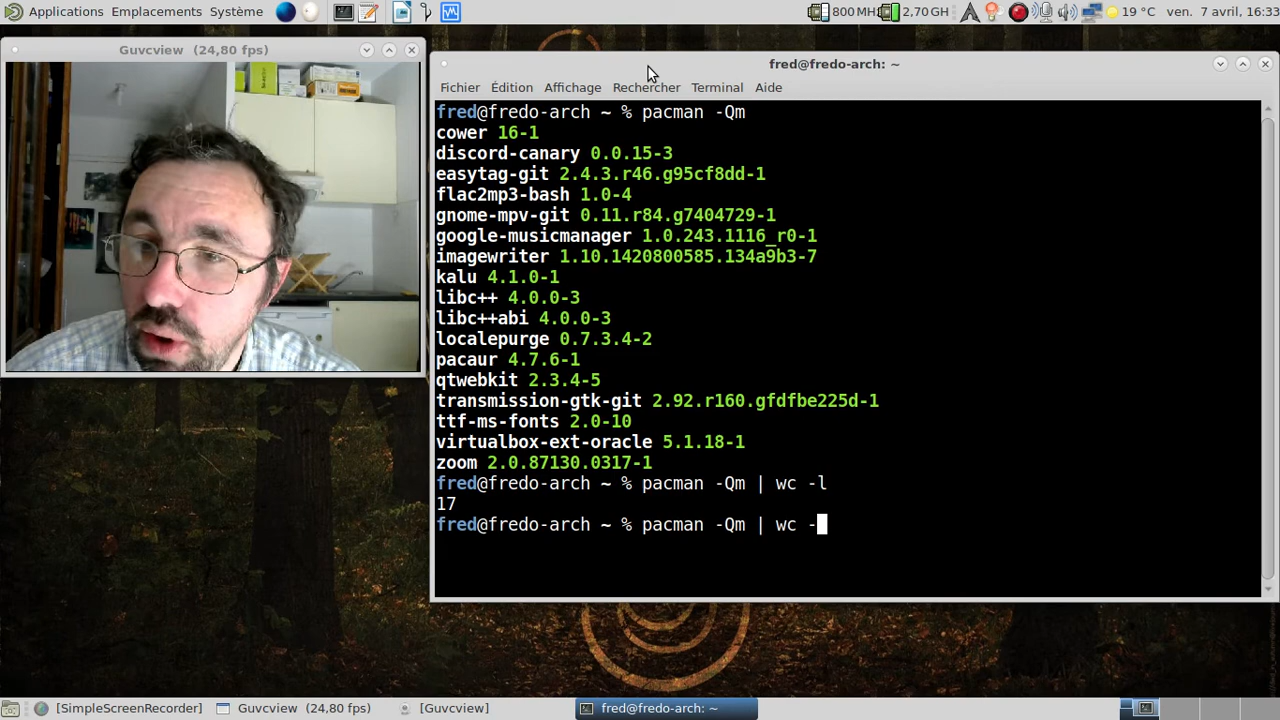 Applications Emplacements Système 800 MH 2,70 GH 19 °C ven. 7 avril, 16:33
Guvcview (24,80 fps)
fred@fredo-arch: ~
Fichier Édition Affichage Rechercher Terminal Aide
fred@fredo-arch ~ % pacman -Qm
cower 16-1
discord-canary 0.0.15-3
easytag-git 2.4.3.r46.g95cf8dd-1
flac2mp3-bash 1.0-4
gnome-mpv-git 0.11.r84.g7404729-1
google-musicmanager 1.0.243.1116_r0-1
imagewriter 1.10.1420800585.134a9b3-7
kalu 4.1.0-1
libc++ 4.0.0-3
libc++abi 4.0.0-3
localepurge 0.7.3.4-2
pacaur 4.7.6-1
qtwebkit 2.3.4-5
transmission-gtk-git 2.92.r160.gfdfbe225d-1
ttf-ms-fonts 2.0-10
virtualbox-ext-oracle 5.1.18-1
zoom 2.0.87130.0317-1
fred@fredo-arch ~ % pacman -Qm | wc -l
17
fred@fredo-arch ~ % pacman -Qm | wc -
[SimpleScreenRecorder] Guvcview (24,80 fps) [Guvcview] fred@fredo-arch: ~